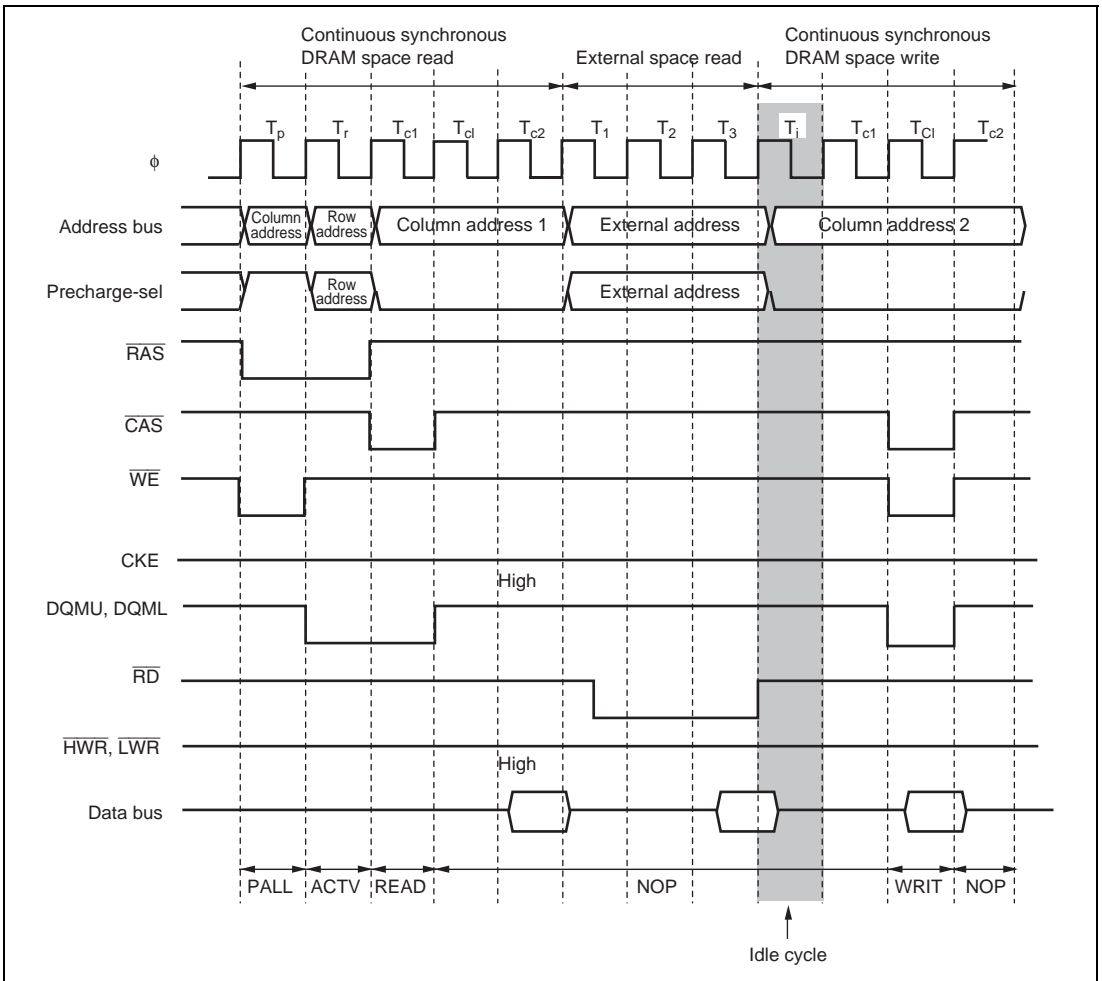 Continuous synchronous
DRAM space read
External space read
Continuous synchronous
DRAM space write
Tp Tr Tc1 Tcl Tc2 T1 T2 T3 Ti Tc1 TCl Tc2
ϕ
Address bus
Column address
Row address
Column address 1
External address
Column address 2
Precharge-sel
Row address
External address
RAS
CAS
WE
CKE
High
DQMU, DQML
RD
HWR, LWR
High
Data bus
PALL ACTV READ NOP WRIT NOP
Idle cycle